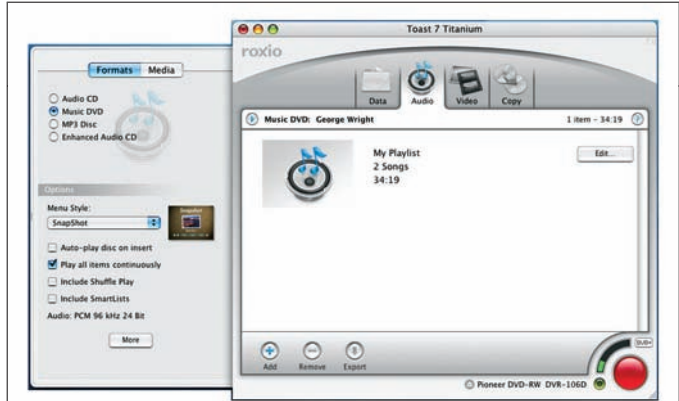 Toast 7 Titanium
roxio
Formats Media
Audio CD
Music DVD
MP3 Disc
Enhanced Audio CD
Options
Menu Style:
SnapShot
Auto-play disc on insert
Play all items continuously
Include Shuffle Play
Include SmartLists
Audio: PCM 96 kHz 24 Bit
More
Data Audio Video Copy
Music DVD: George Wright 1 item - 34:19
My Playlist
2 Songs
34:19
Edit...
Add Remove Export
Pioneer DVD-RW DVR-106D